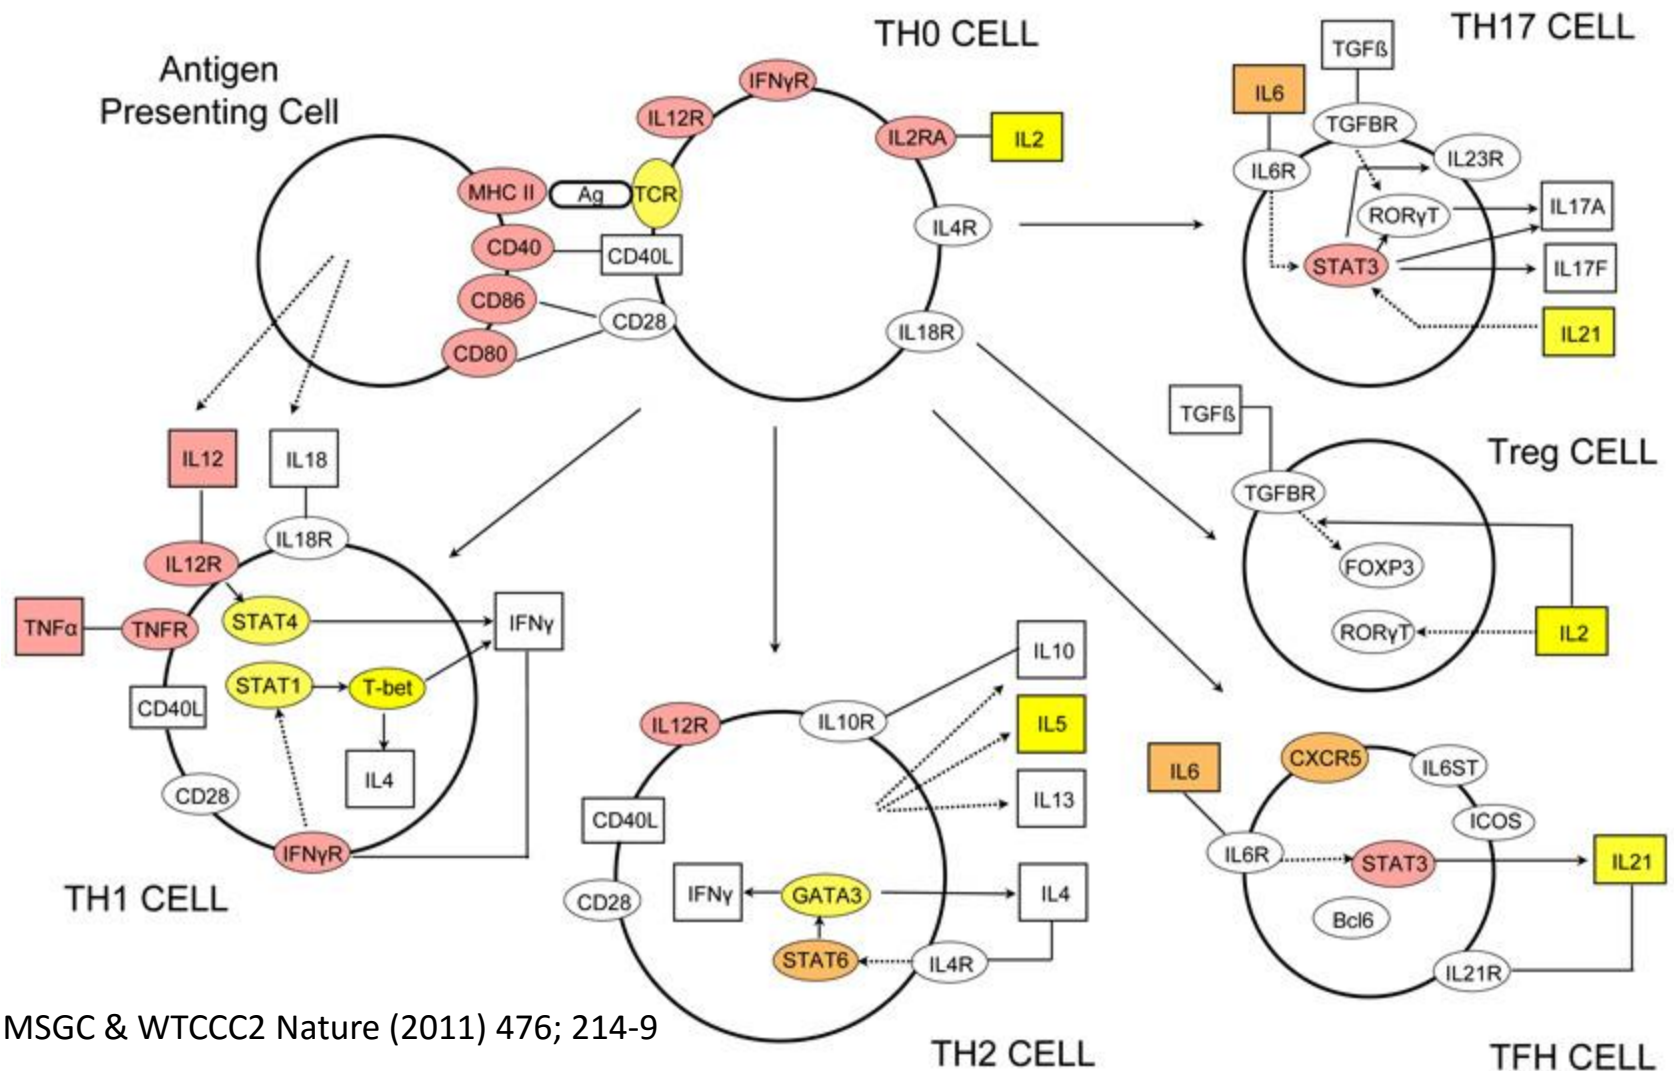 TH0 CELL
TH17 CELL
Antigen
Presenting Cell
IFNγR
IL12R
IL2RA
IL2
MHC II
Ag
TCR
CD40
CD40L
CD86
CD28
CD80
IL4R
IL18R
TGFß
IL6
TGFBR
IL6R
IL23R
RORγT
IL17A
STAT3
IL17F
IL21
TGFß
Treg CELL
TGFBR
FOXP3
RORγT
IL2
IL12
IL18
IL18R
IL12R
TNFα
TNFR
STAT4
IFNγ
STAT1
T-bet
CD40L
IL4
CD28
IFNγR
TH1 CELL
IL10
IL12R
IL10R
IL5
IL13
CD40L
IFNγ
GATA3
IL4
CD28
STAT6
IL4R
TH2 CELL
IL6
CXCR5
IL6ST
ICOS
IL6R
STAT3
IL21
Bcl6
IL21R
TFH CELL
MSGC & WTCCC2 Nature (2011) 476; 214-9